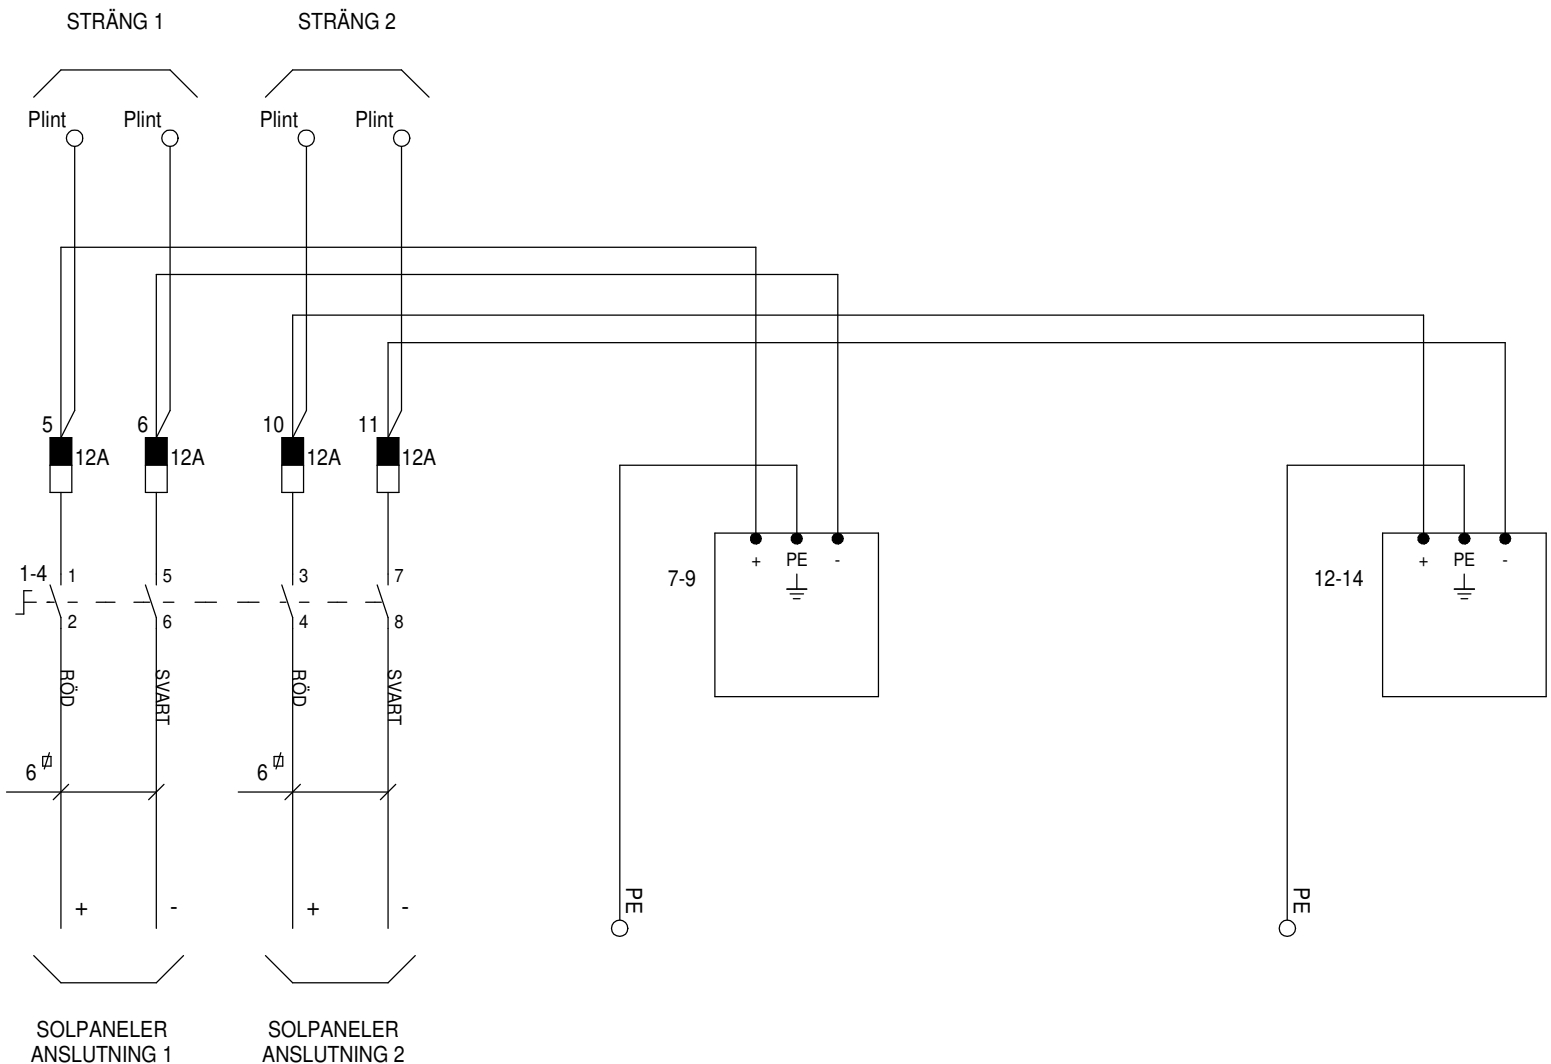 STRÄNG 1 STRÄNG 2
Plint Plint Plint Plint
5 6 10 11
12A 12A 12A 12A
1-4 1 5 3 7
+ PE - + PE -
7-9 12-14
2 6 4 8
RÖD SVART RÖD SVART
6 6
PE PE
+ - + -
SOLPANELER SOLPANELER
ANSLUTNING 1 ANSLUTNING 2